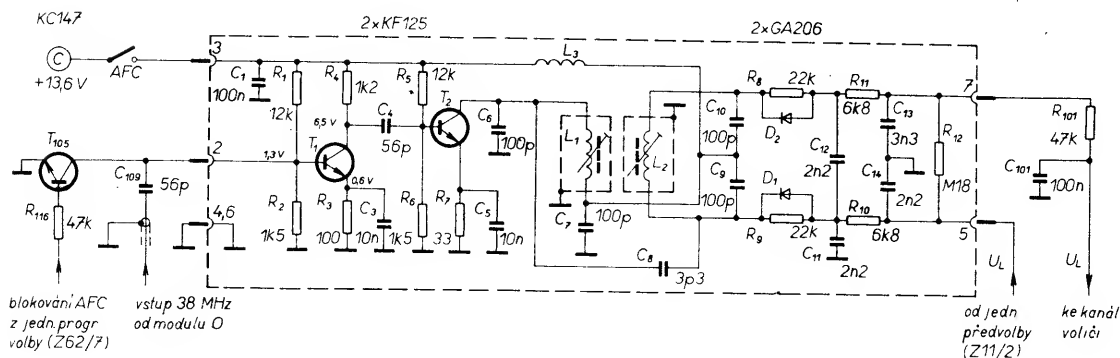 KC147
2×KF125
2×GA206
C
+13,6 V
AFC
3
C1
100n
R1
12k
R4
1k2
R5
12k
L3
T2
C4
56p
C6
100p
6,5 V
T1
1,3V
0,6 V
L1
L2
C7
100p
C10
100p
C9
100p
R8
22k
D2
D1
R9
22k
C8
3p3
R11
6k8
C12
2n2
R10
6k8
C11
2n2
C13
3n3
C14
2n2
R12
M18
7
5
R101
47k
C101
100n
T105
2
C109
56p
R116
47k
4,6
R2
1k5
R3
100
C3
10n
R6
1k5
R7
33
C5
10n
UL
UL
blokování AFC
z jedn. progr.
volby (Z62/7)
vstup 38 MHz
od modulu O
od jedn.
předvolby
(Z11/2)
ke kanál.
voliči